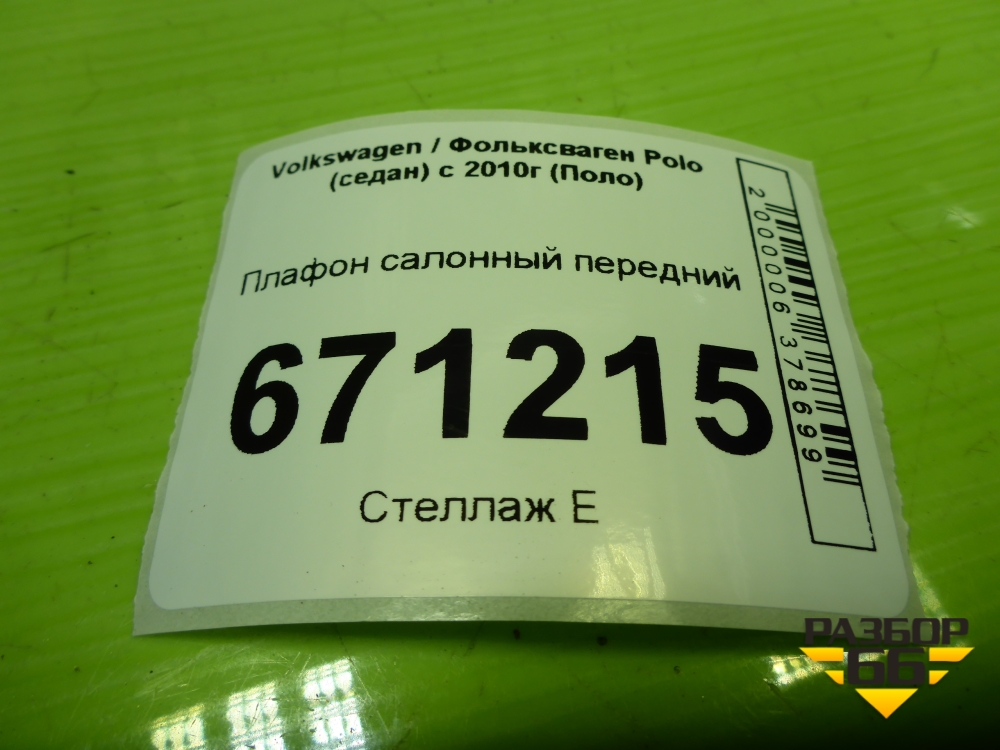 Volkswagen / Фольксваген Polo
(седан) с 2010г (Поло)
Плафон салонный передний
671215
Стеллаж Е
2000006378699
РАЗБОР
66